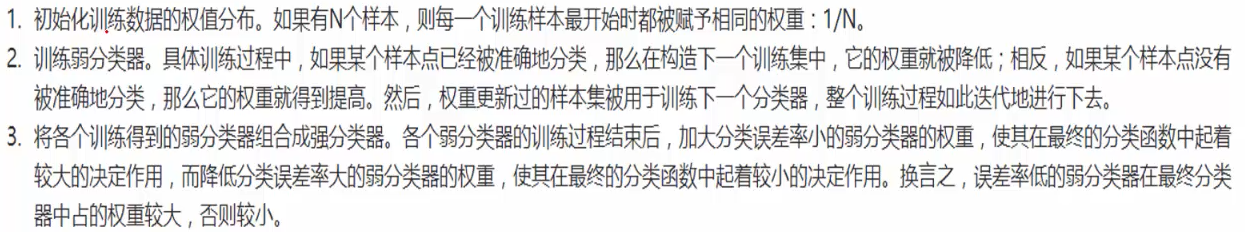 1. 初始化训练数据的权值分布。如果有N个样本，则每一个训练样本最开始时都被赋予相同的权重：1/N。
2. 训练弱分类器。具体训练过程中，如果某个样本点已经被准确地分类，那么在构造下一个训练集中，它的权重就被降低；相反，如果某个样本点没有
被准确地分类，那么它的权重就得到提高。然后，权重更新过的样本集被用于训练下一个分类器，整个训练过程如此迭代地进行下去。
3. 将各个训练得到的弱分类器组合成强分类器。各个弱分类器的训练过程结束后，加大分类误差率小的弱分类器的权重，使其在最终的分类函数中起着
较大的决定作用，而降低分类误差率大的弱分类器的权重，使其在最终的分类函数中起着较小的决定作用。换言之，误差率低的弱分类器在最终分类
器中占的权重较大，否则较小。